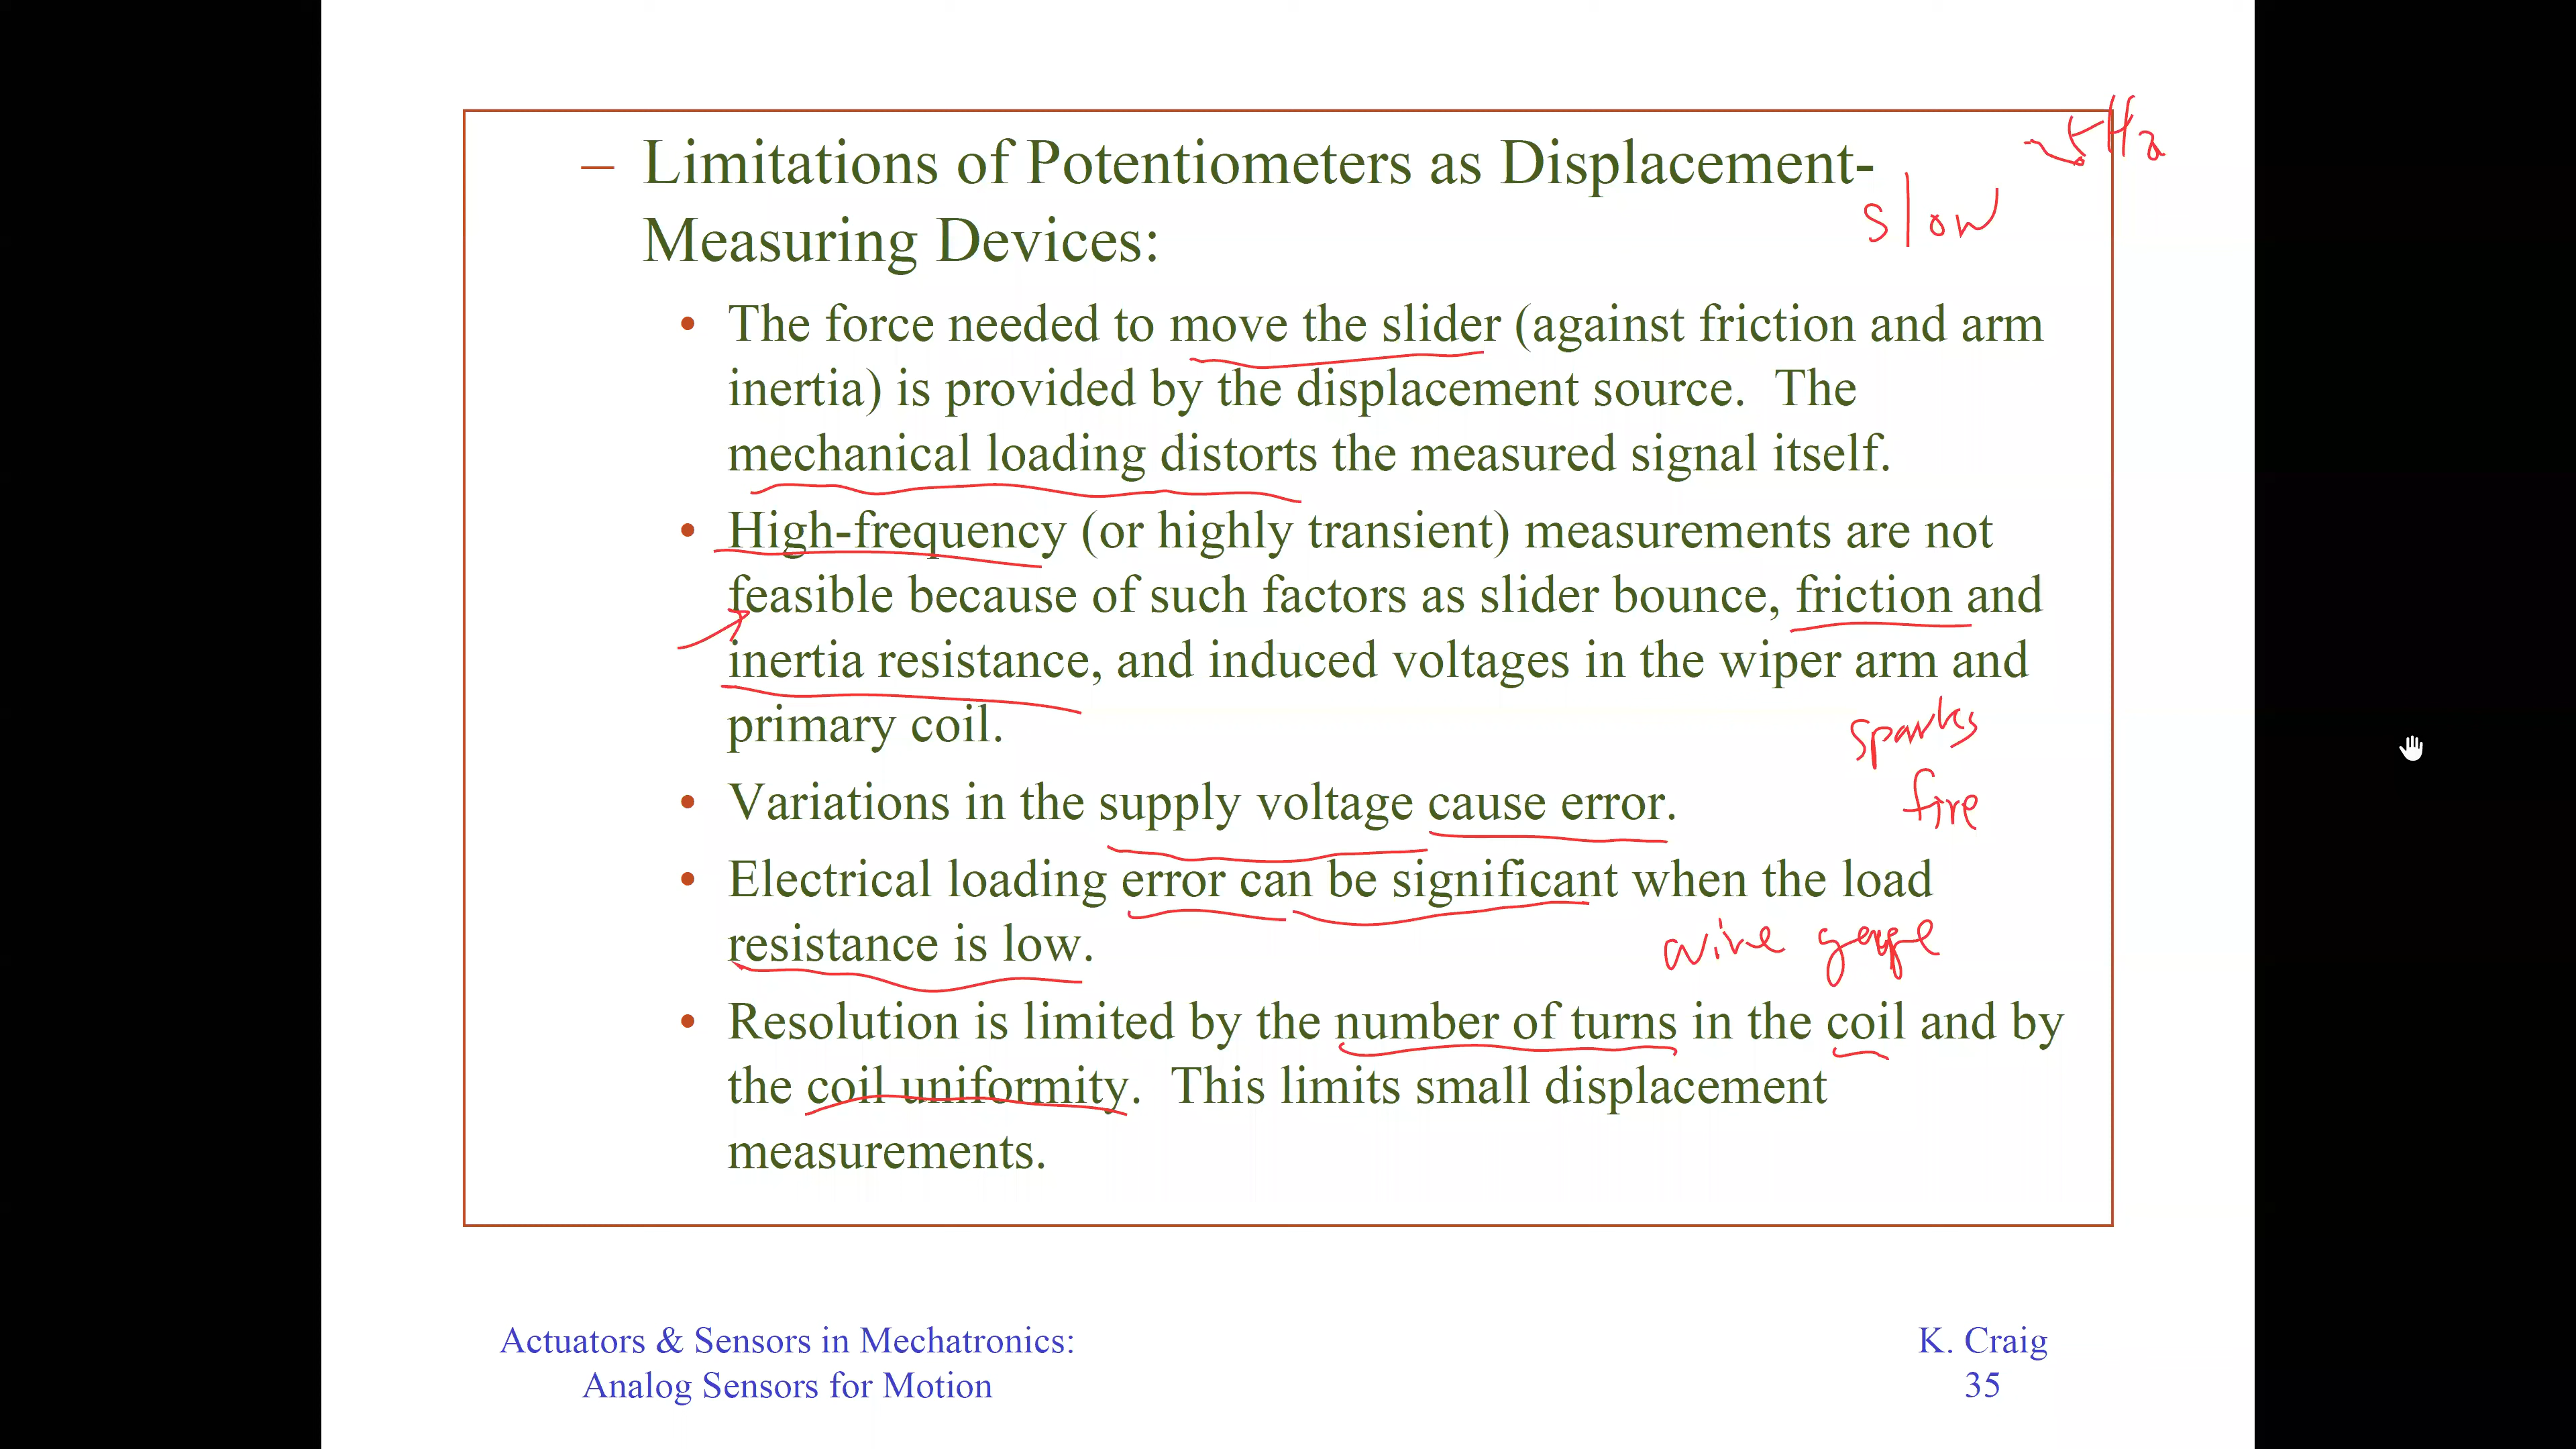 – Limitations of Potentiometers as Displacement-
Measuring Devices:
slow
• The force needed to move the slider (against friction and arm
inertia) is provided by the displacement source. The
mechanical loading distorts the measured signal itself.
• High-frequency (or highly transient) measurements are not
feasible because of such factors as slider bounce, friction and
inertia resistance, and induced voltages in the wiper arm and
primary coil.
sparks
fire
• Variations in the supply voltage cause error.
• Electrical loading error can be significant when the load
resistance is low.
wire gauge
• Resolution is limited by the number of turns in the coil and by
the coil uniformity. This limits small displacement
measurements.
Actuators & Sensors in Mechatronics:
Analog Sensors for Motion
K. Craig
35